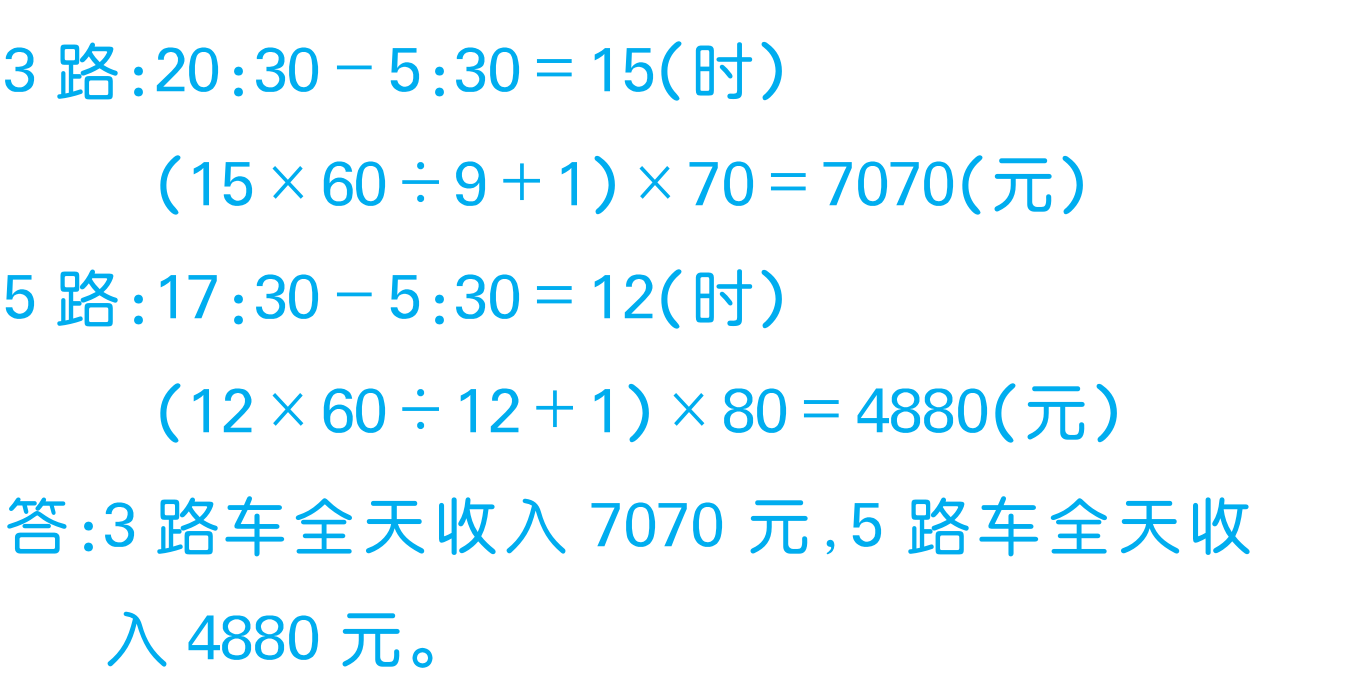 3 路:20:30－5:30＝15(时)
(15×60÷9＋1)×70＝7070(元)
5 路:17:30－5:30＝12(时)
(12×60÷12＋1)×80＝4880(元)
答:3 路车全天收入 7070 元,5 路车全天收
入 4880 元。